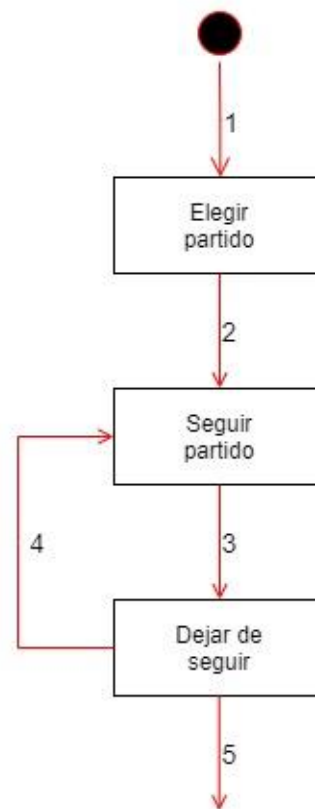 1
Elegir
partido
2
Seguir
partido
4
3
Dejar de
seguir
5